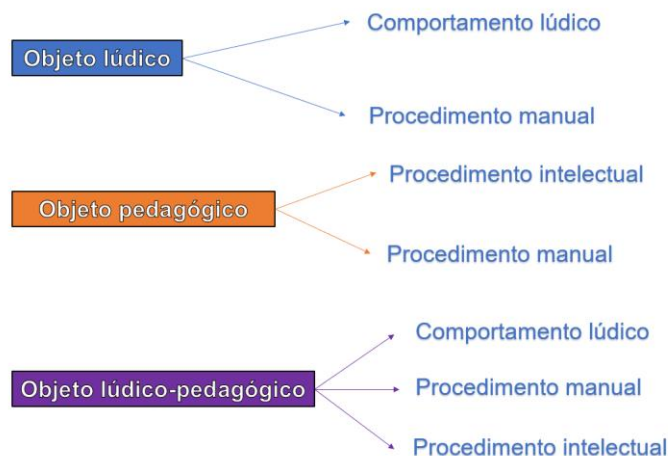 Objeto lúdico
Comportamento lúdico
Procedimento manual
Objeto pedagógico
Procedimento intelectual
Procedimento manual
Objeto lúdico-pedagógico
Comportamento lúdico
Procedimento manual
Procedimento intelectual